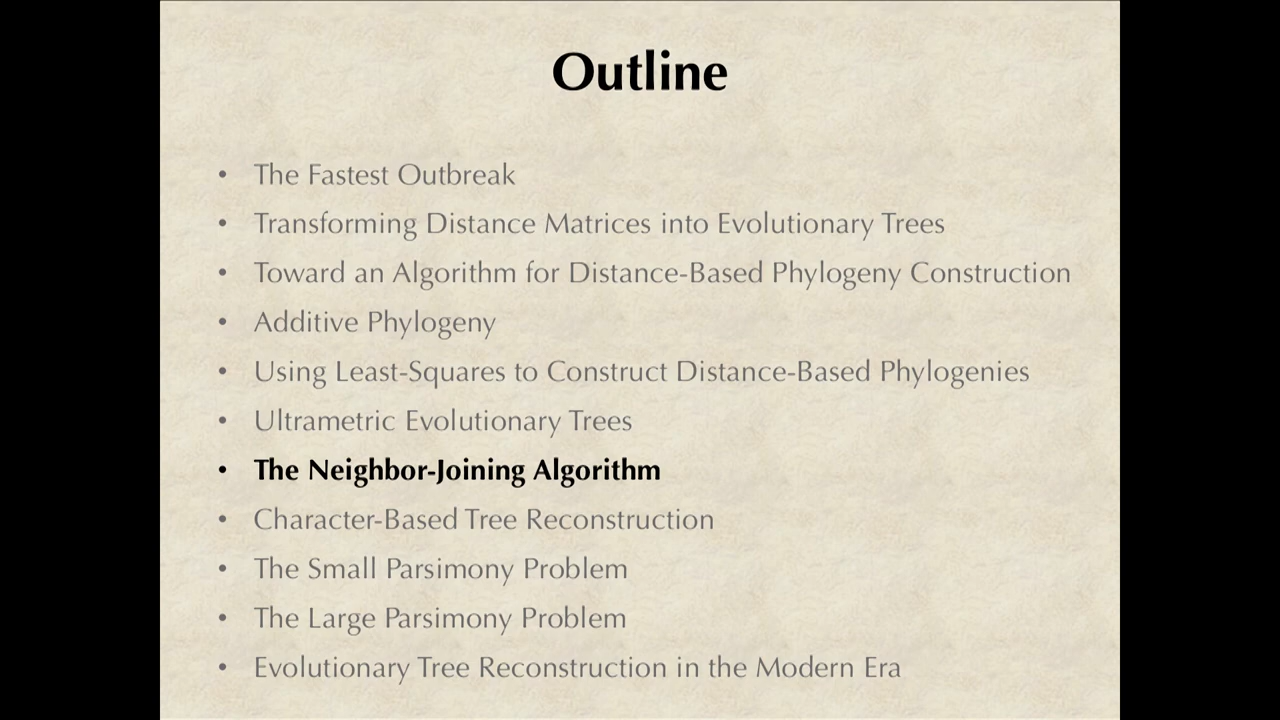 Outline
• The Fastest Outbreak
• Transforming Distance Matrices into Evolutionary Trees
• Toward an Algorithm for Distance-Based Phylogeny Construction
• Additive Phylogeny
• Using Least-Squares to Construct Distance-Based Phylogenies
• Ultrametric Evolutionary Trees
• The Neighbor-Joining Algorithm
• Character-Based Tree Reconstruction
• The Small Parsimony Problem
• The Large Parsimony Problem
• Evolutionary Tree Reconstruction in the Modern Era